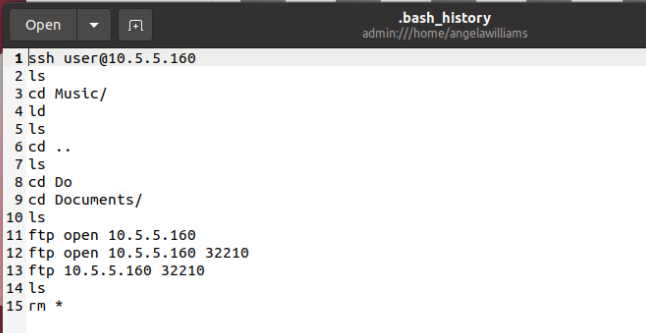 Open
.bash_history
admin:///home/angelawilliams
1 ssh user@10.5.5.160
2 ls
3 cd Music/
4 ld
5 ls
6 cd ..
7 ls
8 cd Do
9 cd Documents/
10 ls
11 ftp open 10.5.5.160
12 ftp open 10.5.5.160 32210
13 ftp 10.5.5.160 32210
14 ls
15 rm *